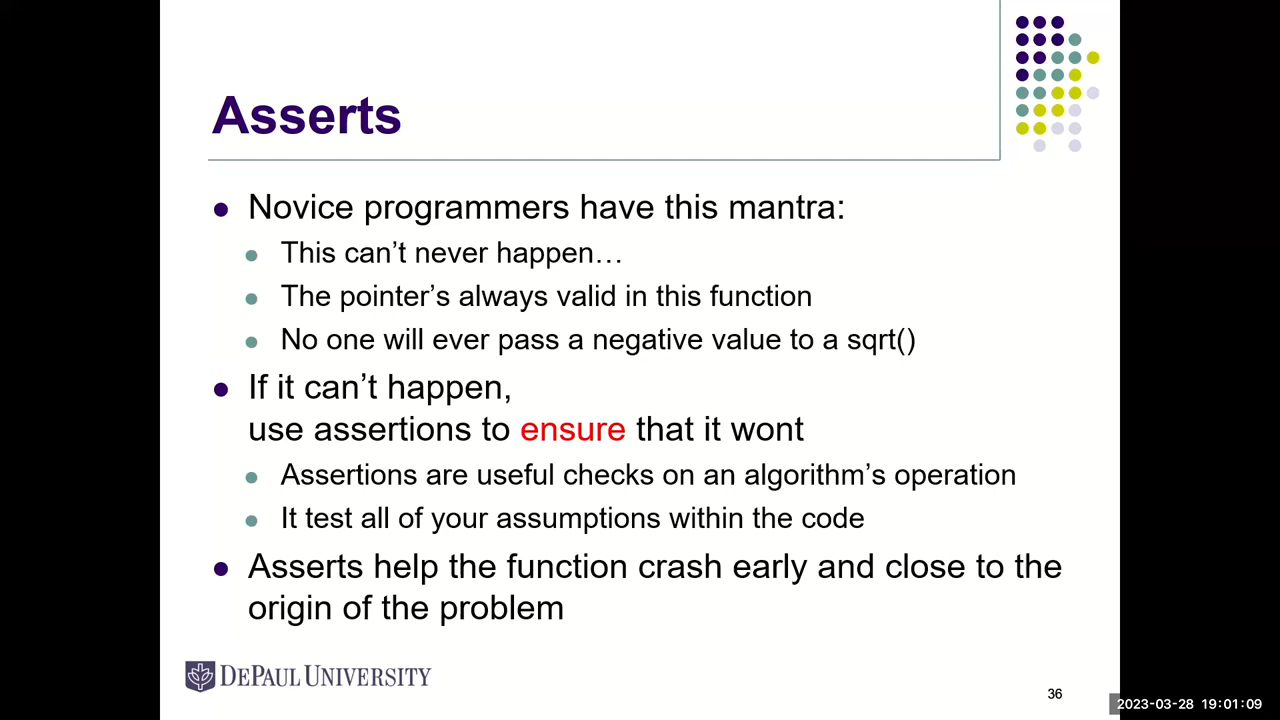 Asserts
Novice programmers have this mantra:
This can’t never happen…
The pointer’s always valid in this function
No one will ever pass a negative value to a sqrt()
If it can’t happen,
use assertions to ensure that it wont
Assertions are useful checks on an algorithm’s operation
It test all of your assumptions within the code
Asserts help the function crash early and close to the
origin of the problem
DEPAUL UNIVERSITY
36
2023-03-28 19:01:09